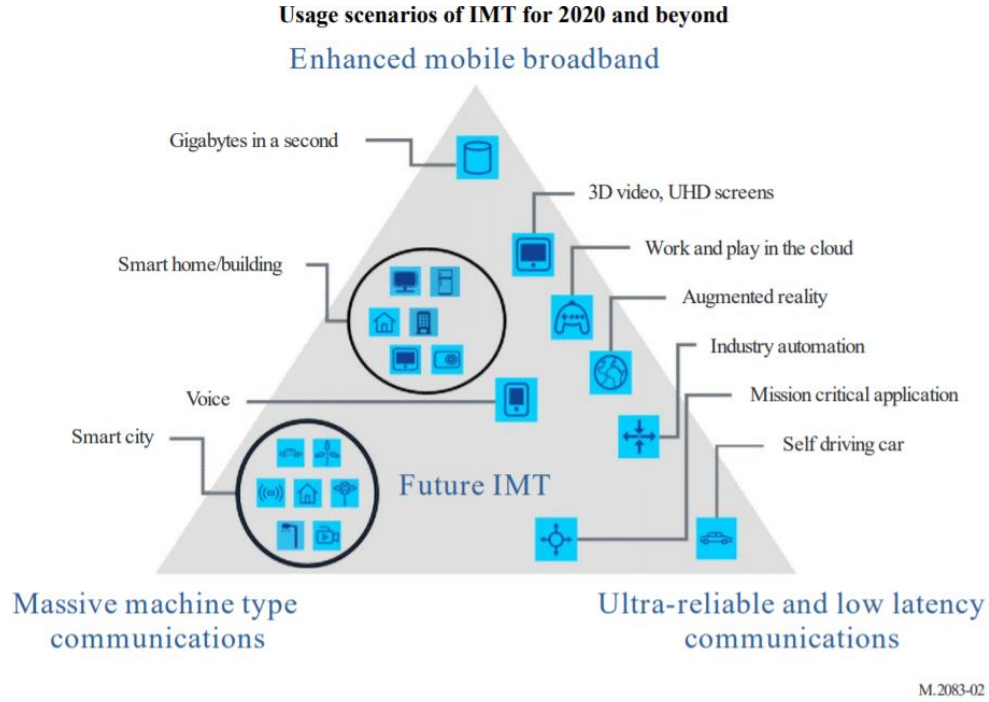 Usage scenarios of IMT for 2020 and beyond
Enhanced mobile broadband
Gigabytes in a second
3D video, UHD screens
Smart home/building
Work and play in the cloud
Augmented reality
Industry automation
Voice
Mission critical application
Smart city
Self driving car
Future IMT
Massive machine type
communications
Ultra-reliable and low latency
communications
M.2083-02